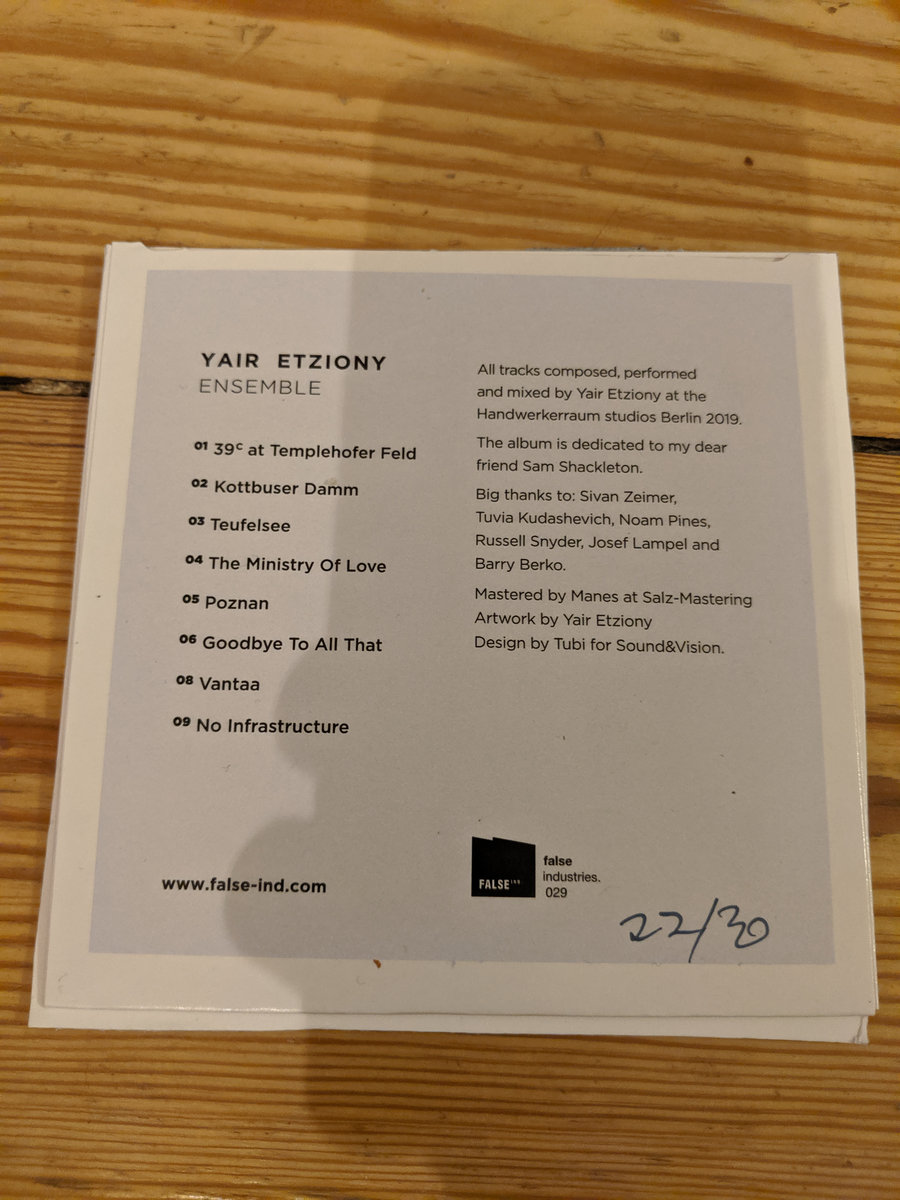 YAIR ETZIONY
ENSEMBLE
01 39c at Templehofer Feld
02 Kottbuser Damm
03 Teufelsee
04 The Ministry Of Love
05 Poznan
06 Goodbye To All That
08 Vantaa
09 No Infrastructure
www.false-ind.com
All tracks composed, performed
and mixed by Yair Etziony at the
Handwerkerraum studios Berlin 2019.
The album is dedicated to my dear
friend Sam Shackleton.
Big thanks to: Sivan Zeimer,
Tuvia Kudashevich, Noam Pines,
Russell Snyder, Josef Lampel and
Barry Berko.
Mastered by Manes at Salz-Mastering
Artwork by Yair Etziony
Design by Tubi for Sound&Vision.
FALSE IND
false
industries.
029
22/30